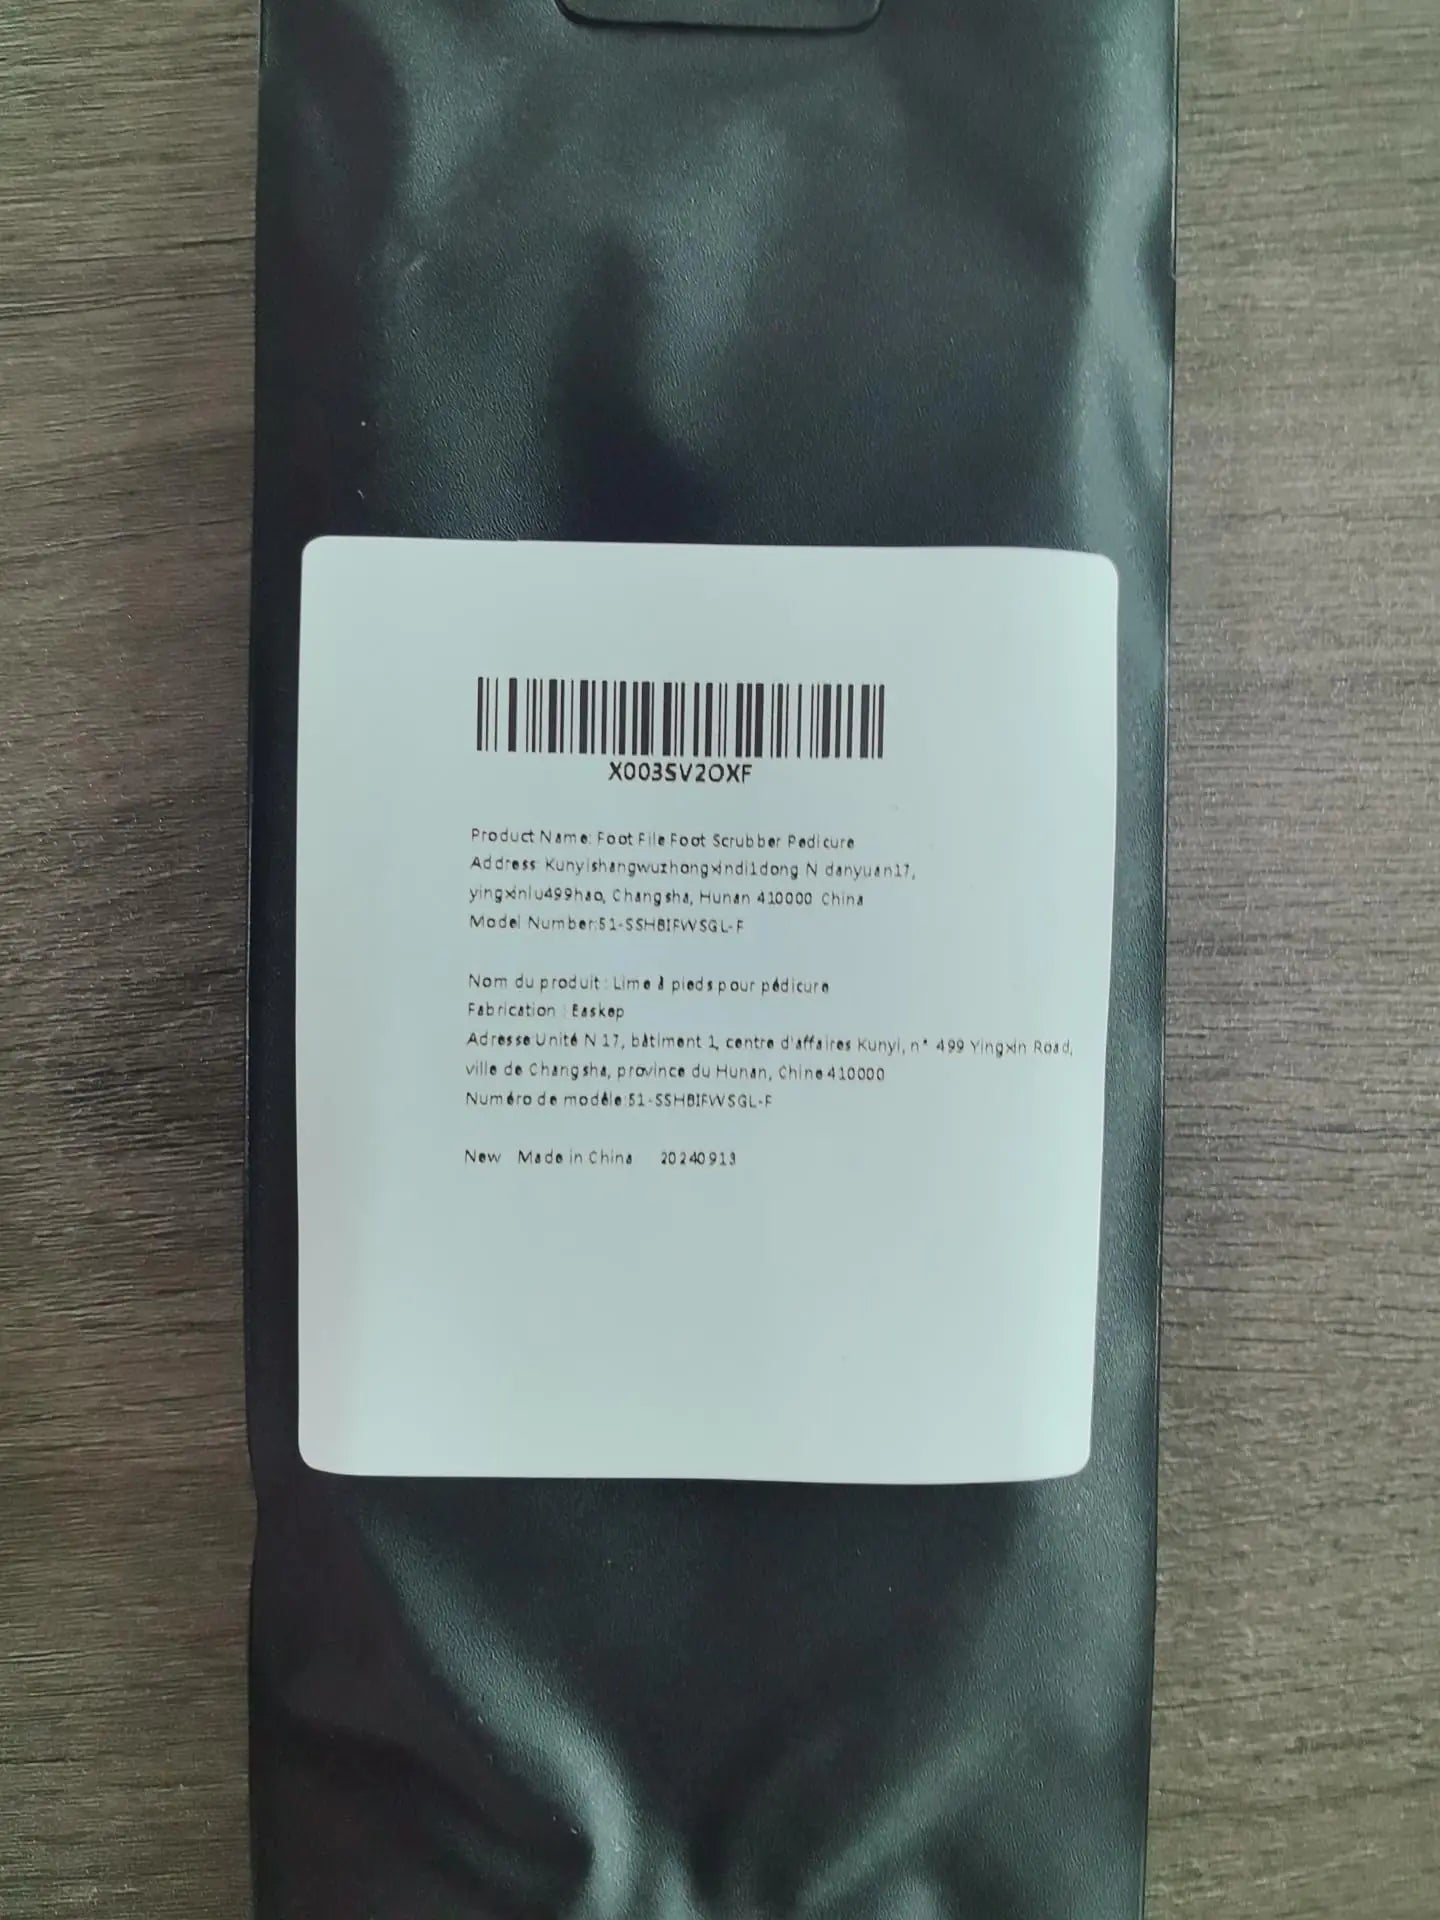 X003SV2OXF
Product Name: Foot File Foot Scrubber Pedicure
Address: Kunyishangwuzhongxindi1dong N danyuan17,
yingxinlu499hao, Changsha, Hunan 410000 China
Model Number:51-SSHBIFWSGL-F
Nom du produit : Lime à pieds pour pédicure
Fabrication : Easkep
Adresse Unité N 17, bâtiment 1, centre d'affaires Kunyi, n° 499 Yingxin Road,
ville de Changsha, province du Hunan, Chine 410000
Numéro de modèle:51-SSHBIFWSGL-F
New Made in China 20240913